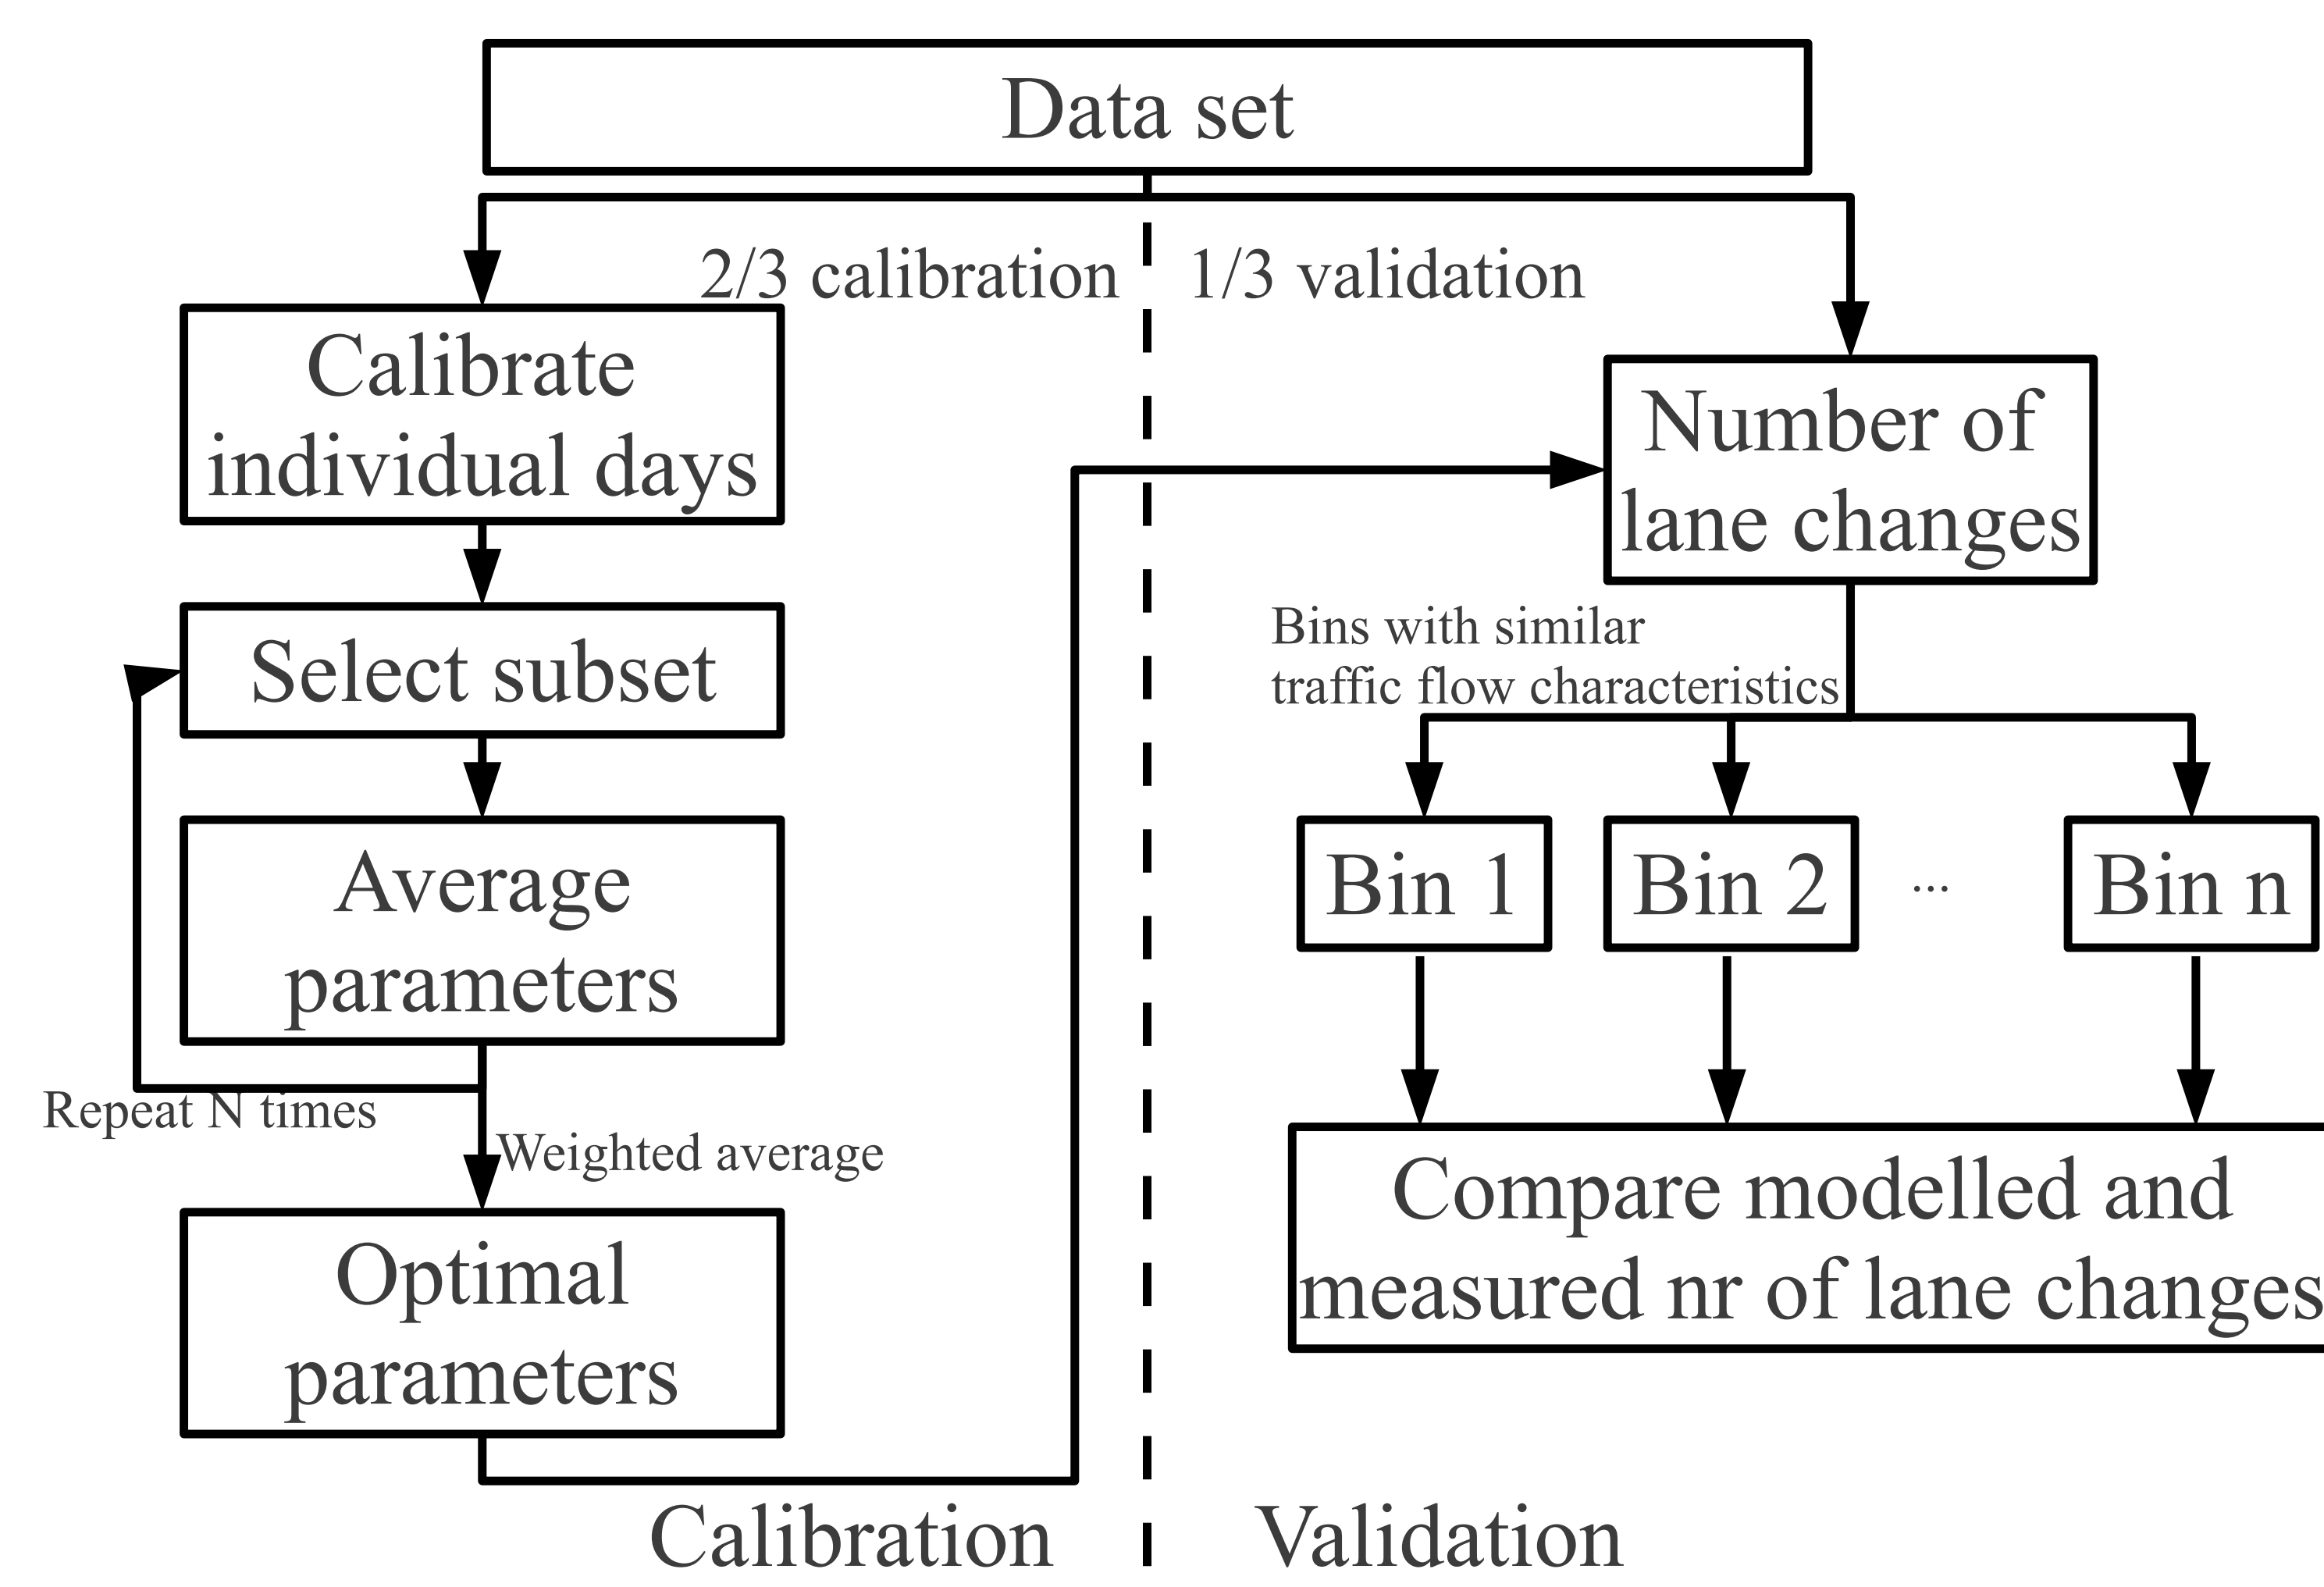 Data set
2/3 calibration
1/3 validation
Calibrate
individual days
Number of
lane changes
Select subset
Bins with similar
traffic flow characteristics
Average
parameters
Bin 1
Bin 2
...
Bin n
Repeat N times
Weighted average
Optimal
parameters
Compare modelled and
measured nr of lane changes
Calibration
Validation